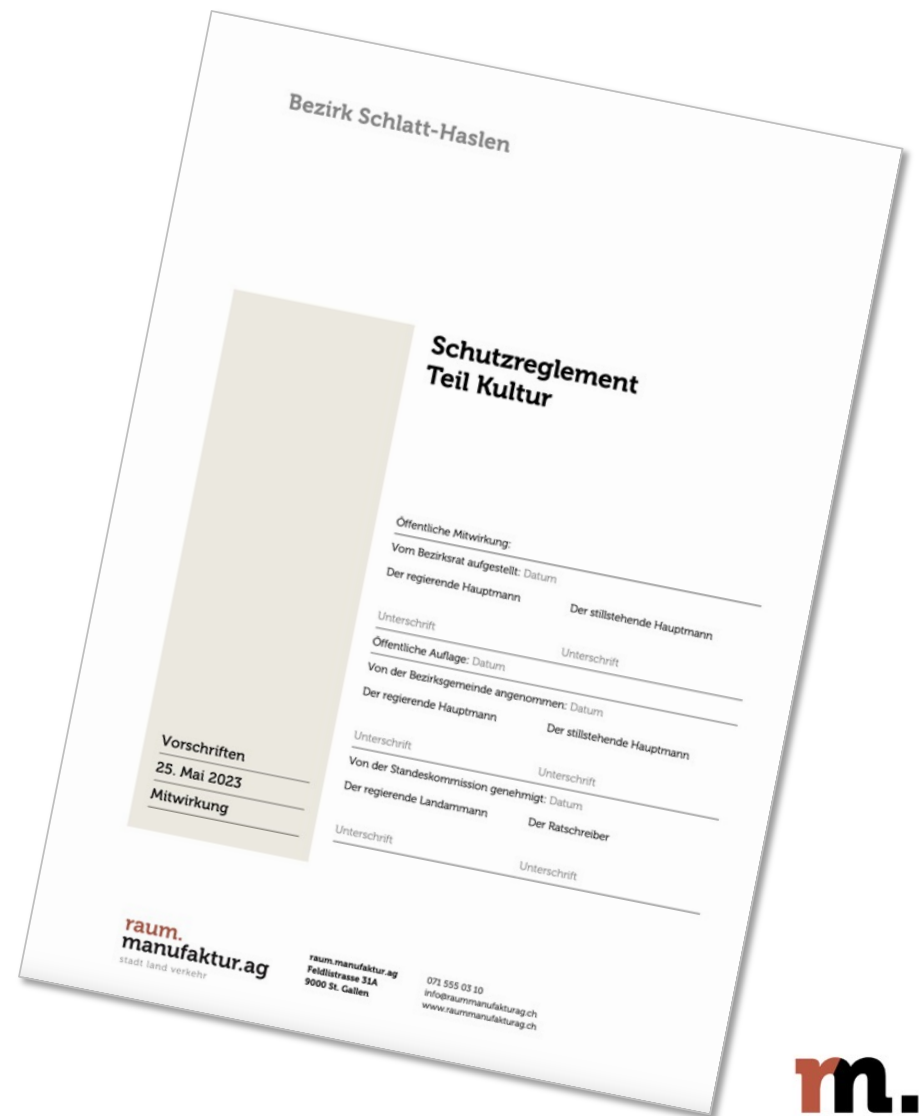 Bezirk Schlatt-Haslen
Schutzreglement
Teil Kultur
Öffentliche Mitwirkung:
Vom Bezirksrat aufgestellt: Datum
Der regierende Hauptmann Der stillstehende Hauptmann
Unterschrift Unterschrift
Öffentliche Auflage: Datum
Von der Bezirksgemeinde angenommen: Datum
Der regierende Hauptmann Der stillstehende Hauptmann
Unterschrift Unterschrift
Von der Standeskommission genehmigt: Datum
Der regierende Landammann Der Ratschreiber
Unterschrift Unterschrift
Vorschriften
25. Mai 2023
Mitwirkung
raum.
manufaktur.ag
stadt land verkehr
raum.manufaktur.ag
Feldlistrasse 31A
9000 St. Gallen
071 555 03 10
info@raummanufakturag.ch
www.raummanufakturag.ch
rm.